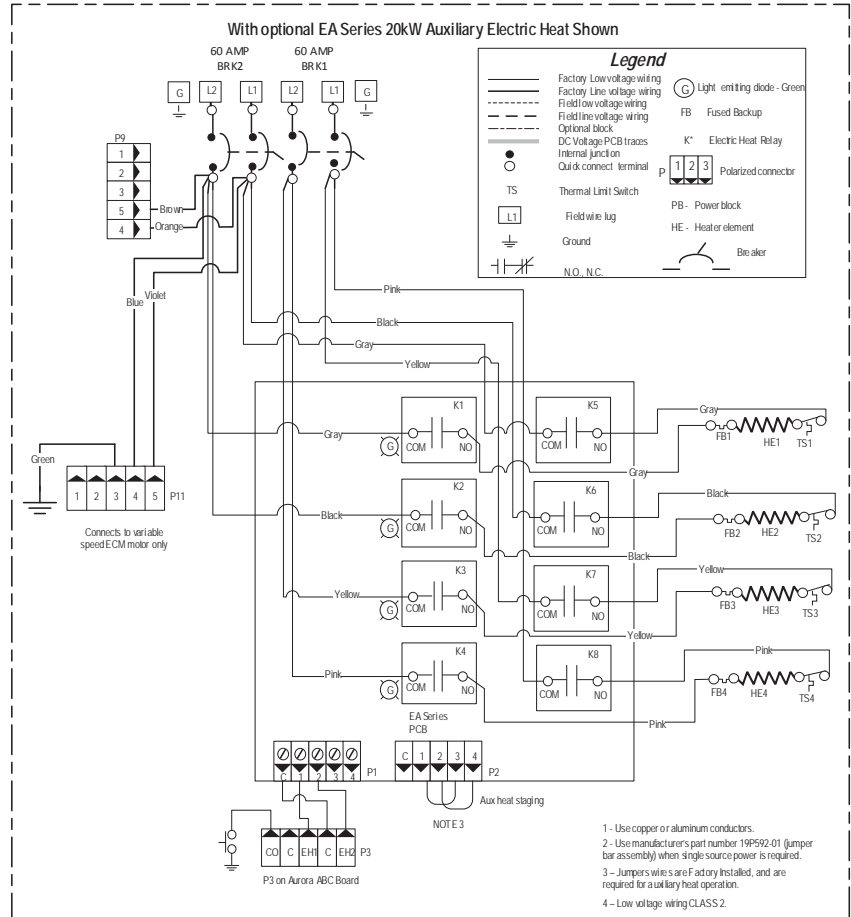 With optional EA Series 20kW Auxiliary Electric Heat Shown
60 AMP
BRK2
60 AMP
BRK1
G
L2
L1
L2
L1
G
Legend
Factory Low voltage wiring
Factory Line voltage wiring
Field low voltage wiring
Field line voltage wiring
Optional block
DC Voltage PCB traces
Internal junction
Quick connect terminal
TS
Thermal Limit Switch
L1
Field wire lug
Ground
N.O., N.C.
G
Light emitting diode - Green
FB
Fused Backup
K*
Electric Heat Relay
P
1 2 3
Polarized connector
PB - Power block
HE - Heater element
Breaker
P9
1
2
3
5
4
Brown
Orange
Blue
Violet
Pink
Black
Gray
Yellow
Green
1 2 3 4 5
P11
Connects to variable
speed ECM motor only
Gray
G
COM
K1
NO
COM
K5
NO
Gray
Gray
FB1
HE1
TS1
Black
G
COM
K2
NO
COM
K6
NO
Black
Black
FB2
HE2
TS2
Yellow
G
COM
K3
NO
COM
K7
NO
Yellow
Yellow
FB3
HE3
TS3
Pink
G
COM
K4
NO
COM
K8
NO
Pink
Pink
FB4
HE4
TS4
EA Series
PCB
C 1 2 3 4
P1
C 1 2 3 4
P2
Aux heat staging
NOTE 3
CO C EH1 C EH2
P3
P3 on Aurora ABC Board
1 - Use copper or aluminum conductors.
2 - Use manufacturer's part number 19P592-01 (jumper
bar assembly) when single source power is required.
3 – Jumpers wires are Factory Installed, and are
required for auxiliary heat operation.
4 – Low voltage wiring CLASS 2.